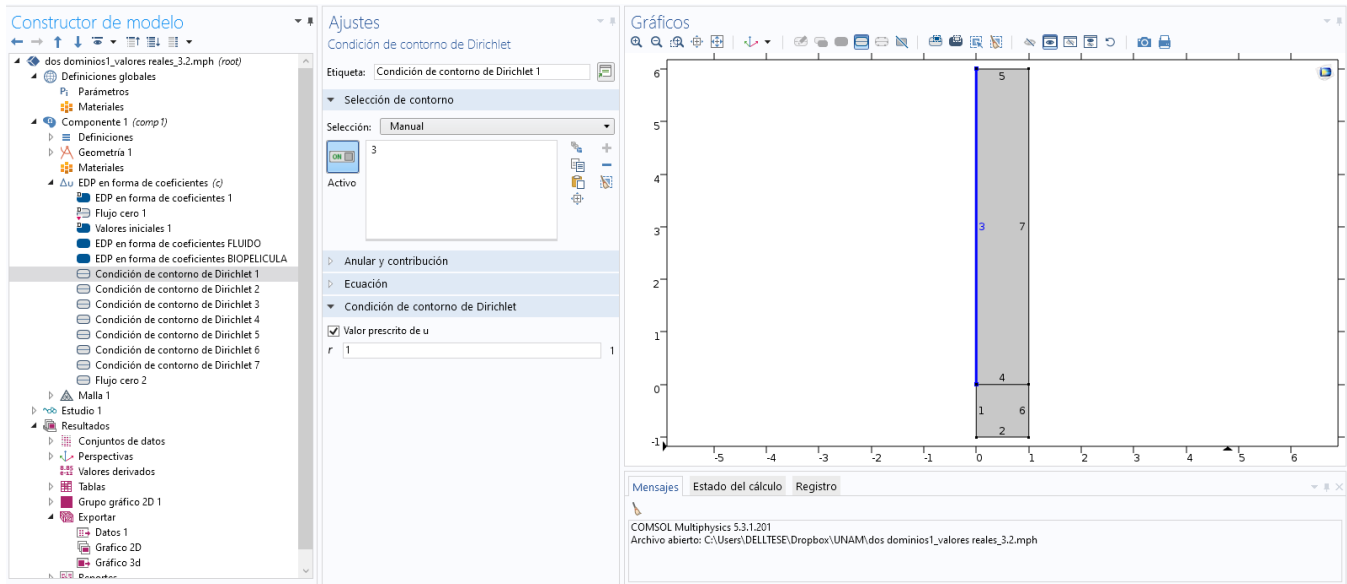 Constructor de modelo
dos dominios1_valores reales_3.2.mph (root)
Definiciones globales
Pi Parámetros
Materiales
Componente 1 (comp1)
Definiciones
Geometría 1
Materiales
Δu EDP en forma de coeficientes (c)
EDP en forma de coeficientes 1
Flujo cero 1
Valores iniciales 1
EDP en forma de coeficientes FLUIDO
EDP en forma de coeficientes BIOPELICULA
Condición de contorno de Dirichlet 1
Condición de contorno de Dirichlet 2
Condición de contorno de Dirichlet 3
Condición de contorno de Dirichlet 4
Condición de contorno de Dirichlet 5
Condición de contorno de Dirichlet 6
Condición de contorno de Dirichlet 7
Flujo cero 2
Malla 1
Estudio 1
Resultados
Conjuntos de datos
Perspectivas
8.85
e-12 Valores derivados
Tablas
Grupo gráfico 2D 1
Exportar
Datos 1
Grafico 2D
Gráfico 3d
Reportes
Ajustes
Condición de contorno de Dirichlet
Etiqueta: Condición de contorno de Dirichlet 1
Selección de contorno
Selección: Manual
ON
Activo
3
Anular y contribución
Ecuación
Condición de contorno de Dirichlet
Valor prescrito de u
r 1 1
Gráficos
6
5
4
3
2
1
0
-1
5
3 7
4
1 6
2
-5 -4 -3 -2 -1 0 1 2 3 4 5 6
Mensajes Estado del cálculo Registro
COMSOL Multiphysics 5.3.1.201
Archivo abierto: C:\Users\DELLTESE\Dropbox\UNAM\dos dominios1_valores reales_3.2.mph